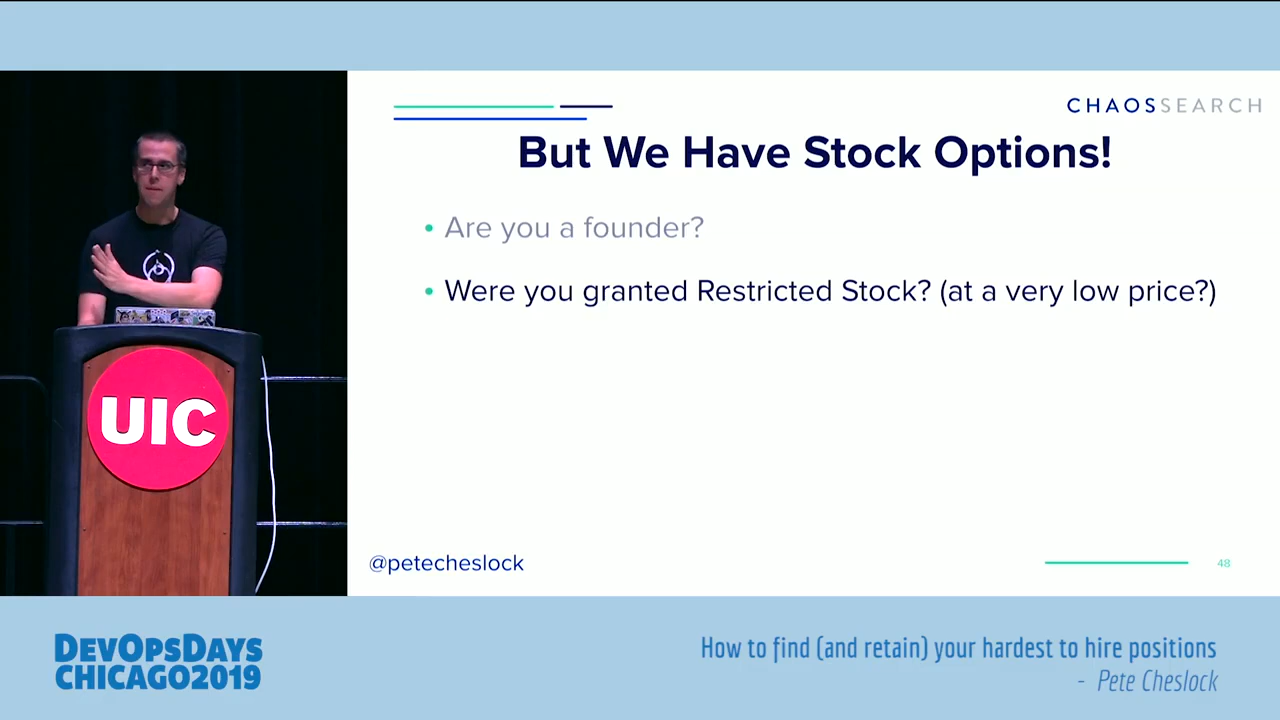 CHAOSSEARCH
But We Have Stock Options!
• Are you a founder?
• Were you granted Restricted Stock? (at a very low price?)
UIC
@petecheslock
48
DEVOPSDAYS
CHICAGO2019
How to find (and retain) your hardest to hire positions
- Pete Cheslock